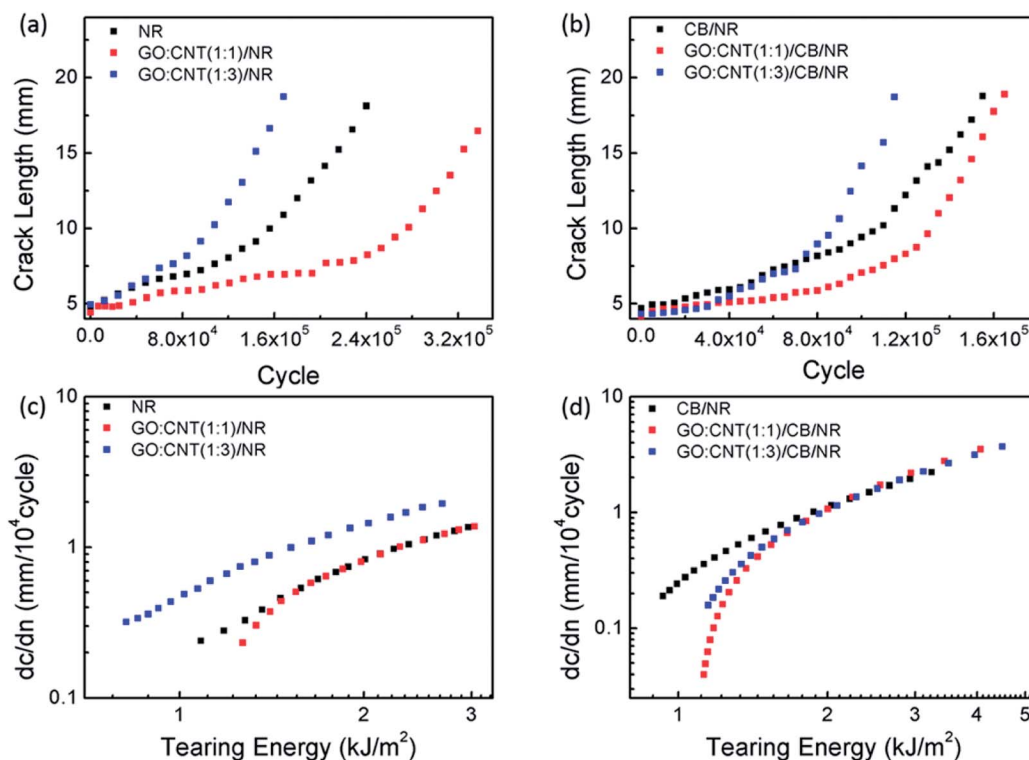 (a)
NR
GO:CNT(1:1)/NR
GO:CNT(1:3)/NR
Crack Length (mm)
20
15
10
5
0.0 8.0x10⁴ 1.6x10⁵ 2.4x10⁵ 3.2x10⁵
Cycle
(b)
CB/NR
GO:CNT(1:1)/CB/NR
GO:CNT(1:3)/CB/NR
Crack Length (mm)
20
15
10
5
0.0 4.0x10⁴ 8.0x10⁴ 1.2x10⁵ 1.6x10⁵
Cycle
(c)
NR
GO:CNT(1:1)/NR
GO:CNT(1:3)/NR
dc/dn (mm/10⁴cycle)
10
1
0.1
1 2 3
Tearing Energy (kJ/m²)
(d)
CB/NR
GO:CNT(1:1)/CB/NR
GO:CNT(1:3)/CB/NR
dc/dn (mm/10⁴cycle)
10
1
0.1
1 2 3 4 5
Tearing Energy (kJ/m²)